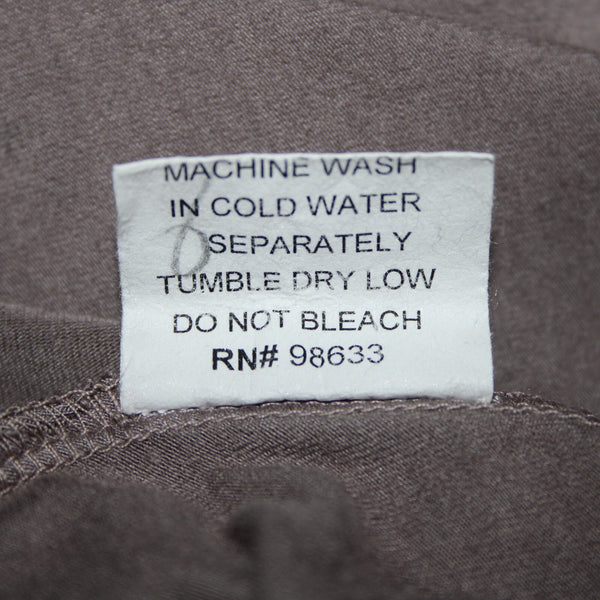 MACHINE WASH
IN COLD WATER
SEPARATELY
TUMBLE DRY LOW
DO NOT BLEACH
RN# 98633